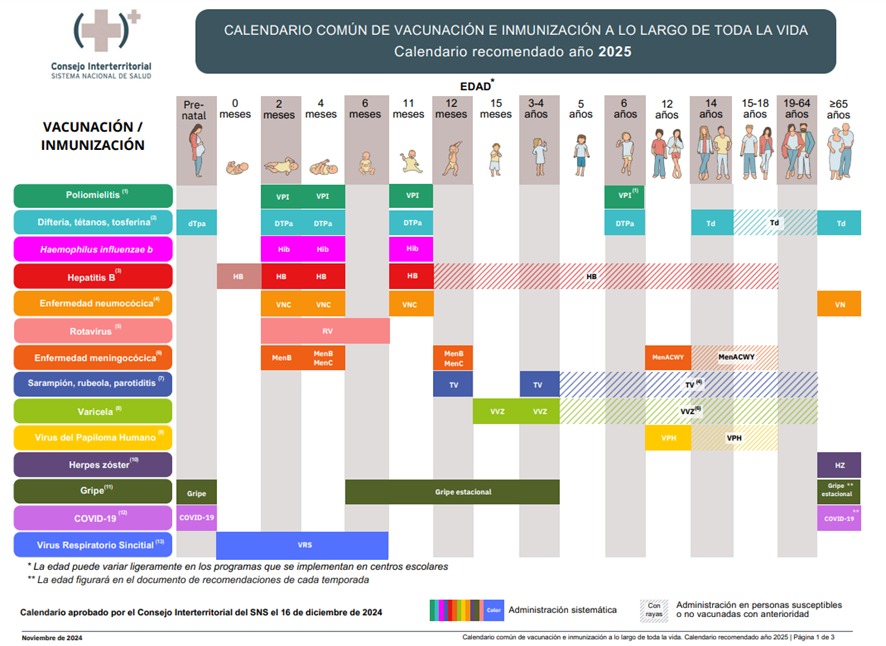 CALENDARIO COMÚN DE VACUNACIÓN E INMUNIZACIÓN A LO LARGO DE TODA LA VIDA
Calendario recomendado año 2025
Consejo Interterritorial
SISTEMA NACIONAL DE SALUD
EDAD*
VACUNACIÓN /
INMUNIZACIÓN
Pre-natal 0 meses 2 meses 4 meses 6 meses 11 meses 12 meses 15 meses 3-4 años 5 años 6 años 12 años 14 años 15-18 años 19-64 años ≥65 años
Poliomielitis (1) VPI VPI VPI VPI(1)
Difteria, tétanos, tosferina(2) dTpa DTPa DTPa DTPa DTPa Td Td Td
Haemophilus influenzae b Hib Hib Hib
Hepatitis B(3) HB HB HB HB HB
Enfermedad neumocócica(4) VNC VNC VNC VN
Rotavirus (5) RV
Enfermedad meningocócica(6) MenB MenB MenC MenB MenC MenACWY MenACWY
Sarampión, rubeola, parotiditis (7) TV TV TV (4)
Varicela (8) VVZ VVZ VVZ(6)
Virus del Papiloma Humano (9) VPH VPH
Herpes zóster(10) HZ
Gripe(11) Gripe Gripe estacional Gripe ** estacional
COVID-19 (12) COVID-19 COVID-19 **
Virus Respiratorio Sincitial (13) VRS
* La edad puede variar ligeramente en los programas que se implementan en centros escolares
** La edad figurará en el documento de recomendaciones de cada temporada
Calendario aprobado por el Consejo Interterritorial del SNS el 16 de diciembre de 2024
Color Administración sistemática
Con rayas Administración en personas susceptibles
o no vacunadas con anterioridad
Noviembre de 2024
Calendario común de vacunación e inmunización a lo largo de toda la vida. Calendario recomendado año 2025 | Página 1 de 3